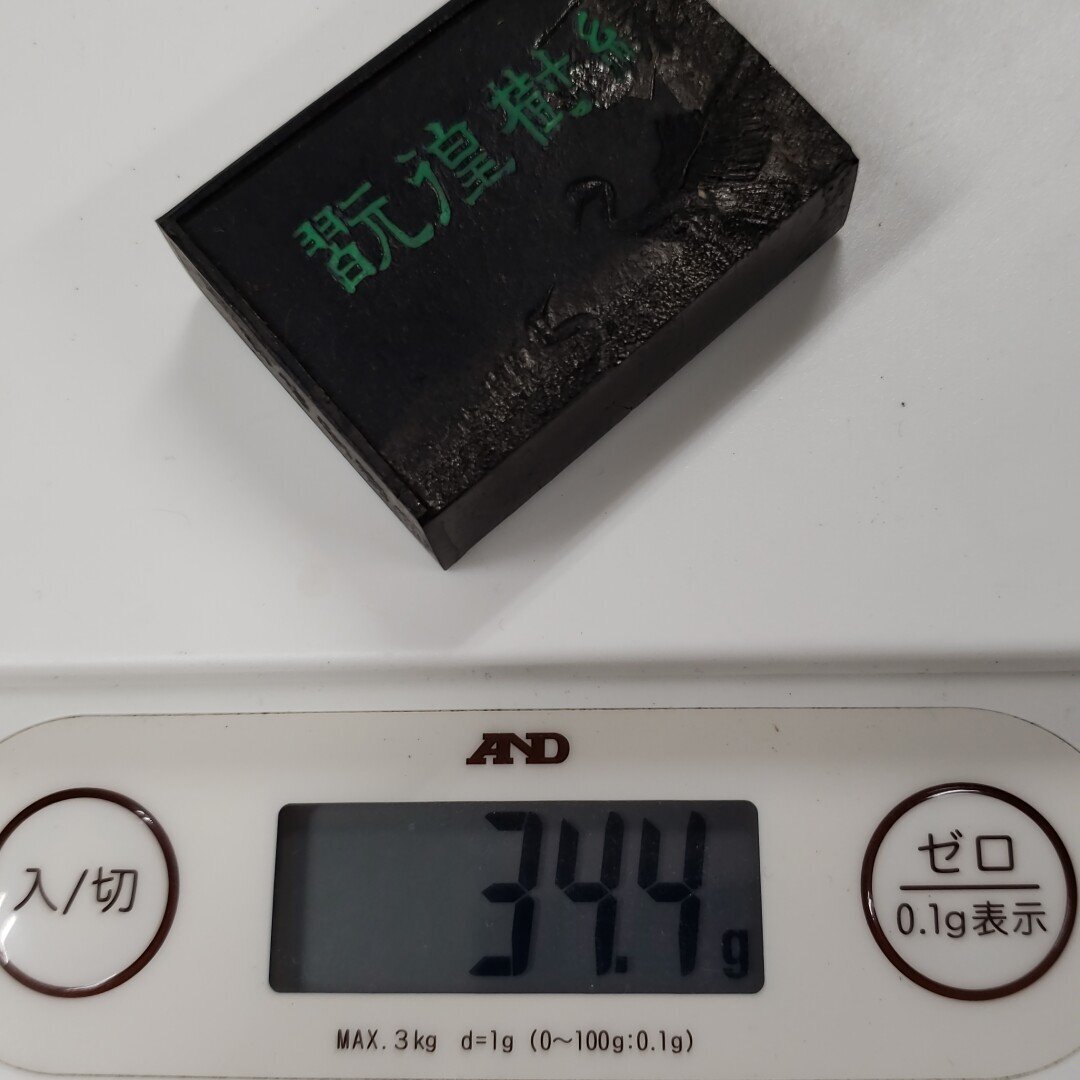 AND
入/切
34.4g
ゼロ
0.1g表示
MAX.3kg d=1g (0~100g:0.1g)